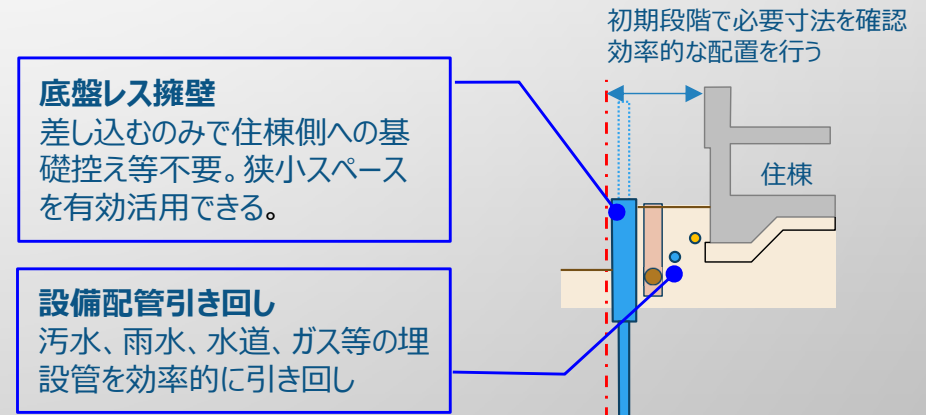 初期段階で必要寸法を確認
効率的な配置を行う
底盤レス擁壁
差し込むのみで住棟側への基
礎控え等不要。狭小スペース
を有効活用できる。
住棟
設備配管引き回し
汚水、雨水、水道、ガス等の埋
設管を効率的に引き回し